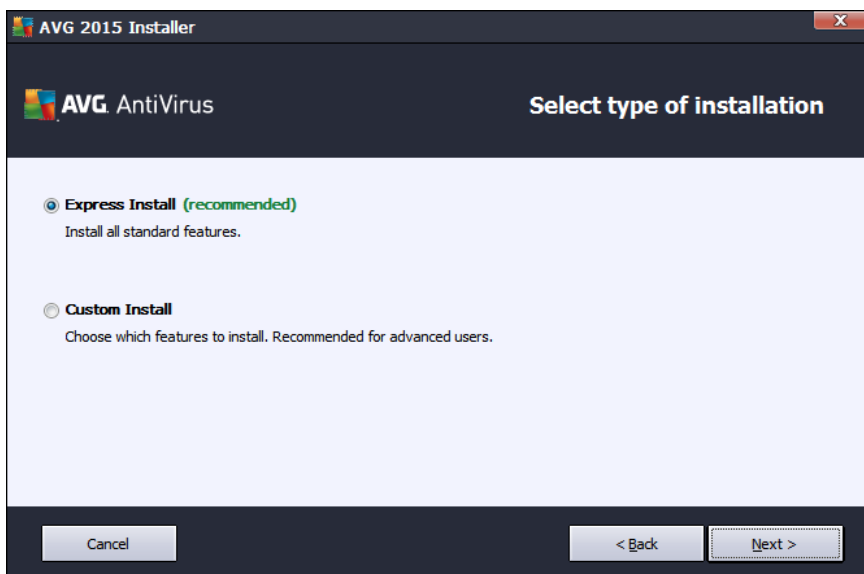 AVG 2015 Installer
X
AVG. AntiVirus
Select type of installation
Express Install (recommended)
Install all standard features.
Custom Install
Choose which features to install. Recommended for advanced users.
Cancel
< Back
Next >